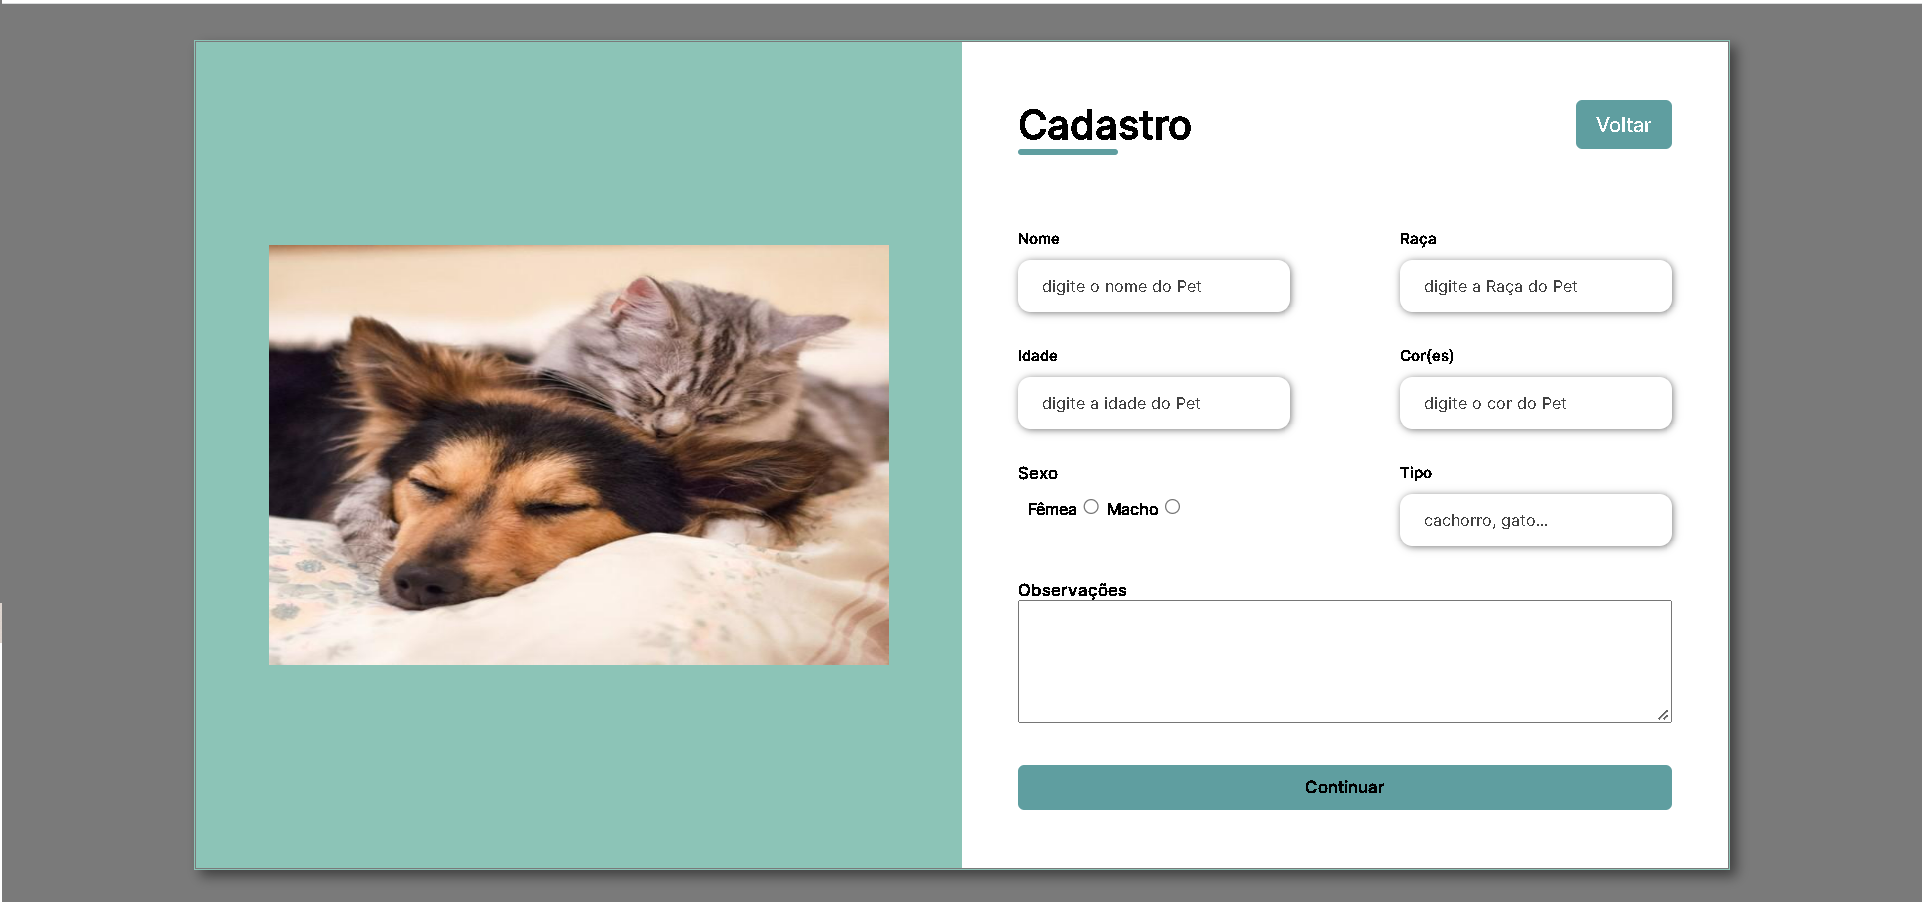 Cadastro
Voltar
Nome
Raça
digite o nome do Pet
digite a Raça do Pet
Idade
Cor(es)
digite a idade do Pet
digite o cor do Pet
Sexo
Tipo
Fêmea Macho
cachorro, gato...
Observações
Continuar